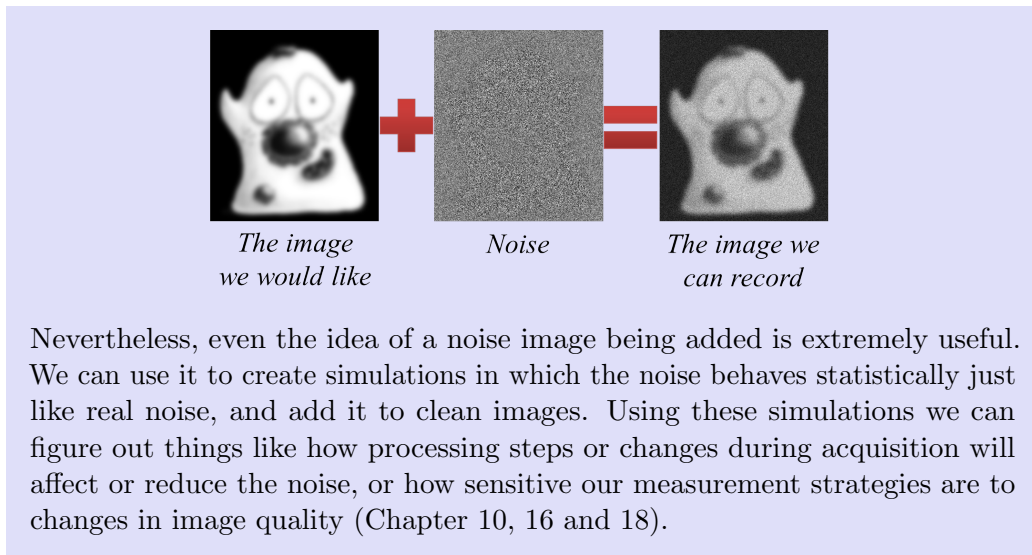 The image
we would like
Noise
The image we
can record
Nevertheless, even the idea of a noise image being added is extremely useful.
We can use it to create simulations in which the noise behaves statistically just
like real noise, and add it to clean images. Using these simulations we can
figure out things like how processing steps or changes during acquisition will
affect or reduce the noise, or how sensitive our measurement strategies are to
changes in image quality (Chapter 10, 16 and 18).